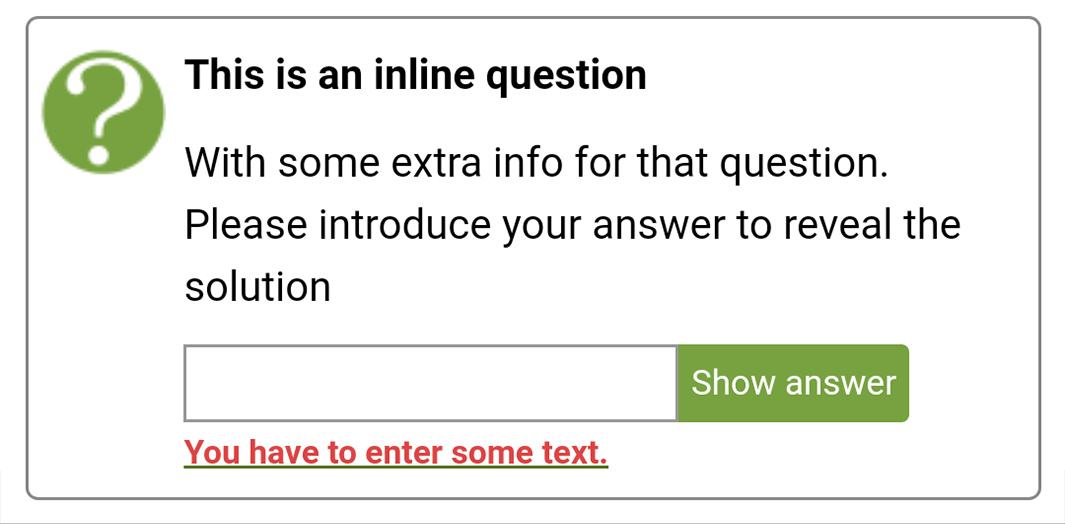 This is an inline question
With some extra info for that question.
Please introduce your answer to reveal the
solution
Show answer
You have to enter some text.